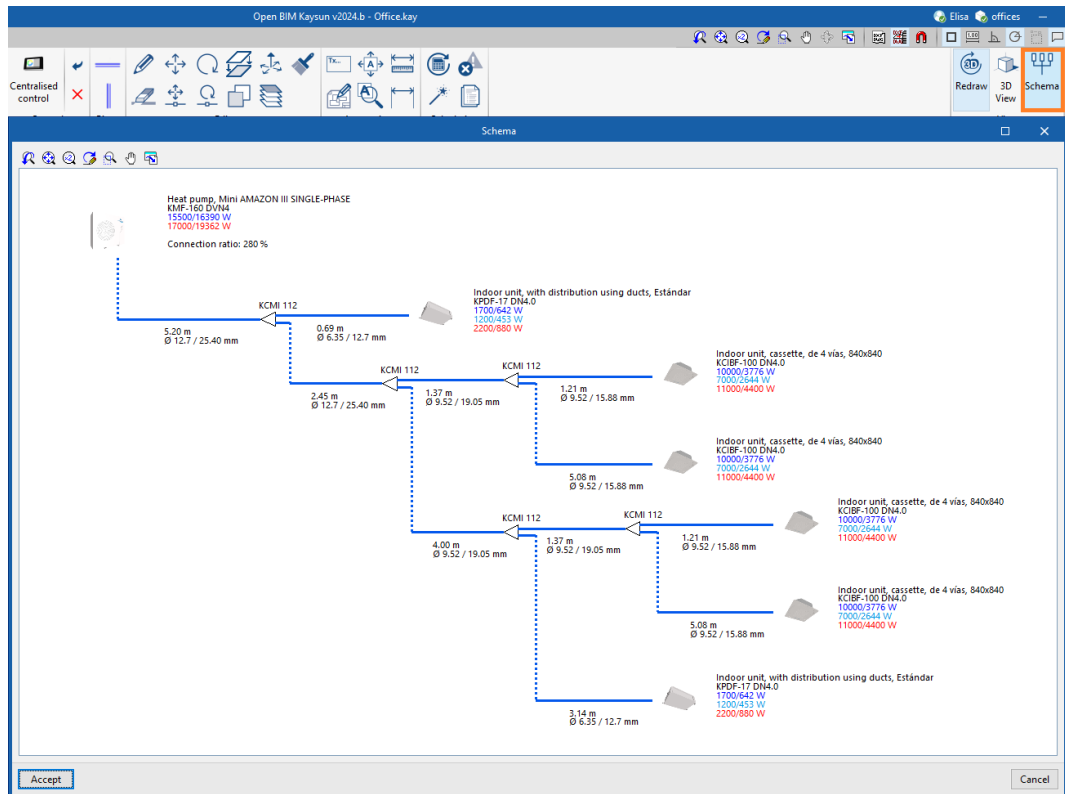 Open BIM Kaysun v2024.b - Office.kay
Elisa
offices
Centralised
control
Redraw
3D
View
Schema
Schema
Heat pump, Mini AMAZON III SINGLE-PHASE
KMF-160 DVN4
15500/16390 W
17000/19362 W
Connection ratio: 280 %
KCMI 112
5.20 m
Ø 12.7 / 25.40 mm
0.69 m
Ø 6.35 / 12.7 mm
Indoor unit, with distribution using ducts, Estándar
KPDF-17 DN4.0
1700/642 W
1200/453 W
2200/880 W
KCMI 112
2.45 m
Ø 12.7 / 25.40 mm
1.37 m
Ø 9.52 / 19.05 mm
KCMI 112
1.21 m
Ø 9.52 / 15.88 mm
Indoor unit, cassette, de 4 vías, 840x840
KCIBF-100 DN4.0
10000/3776 W
7000/2644 W
11000/4400 W
5.08 m
Ø 9.52 / 15.88 mm
Indoor unit, cassette, de 4 vías, 840x840
KCIBF-100 DN4.0
10000/3776 W
7000/2644 W
11000/4400 W
4.00 m
Ø 9.52 / 19.05 mm
KCMI 112
1.37 m
Ø 9.52 / 19.05 mm
KCMI 112
1.21 m
Ø 9.52 / 15.88 mm
Indoor unit, cassette, de 4 vías, 840x840
KCIBF-100 DN4.0
10000/3776 W
7000/2644 W
11000/4400 W
5.08 m
Ø 9.52 / 15.88 mm
Indoor unit, cassette, de 4 vías, 840x840
KCIBF-100 DN4.0
10000/3776 W
7000/2644 W
11000/4400 W
3.14 m
Ø 6.35 / 12.7 mm
Indoor unit, with distribution using ducts, Estándar
KPDF-17 DN4.0
1700/642 W
1200/453 W
2200/880 W
Accept
Cancel